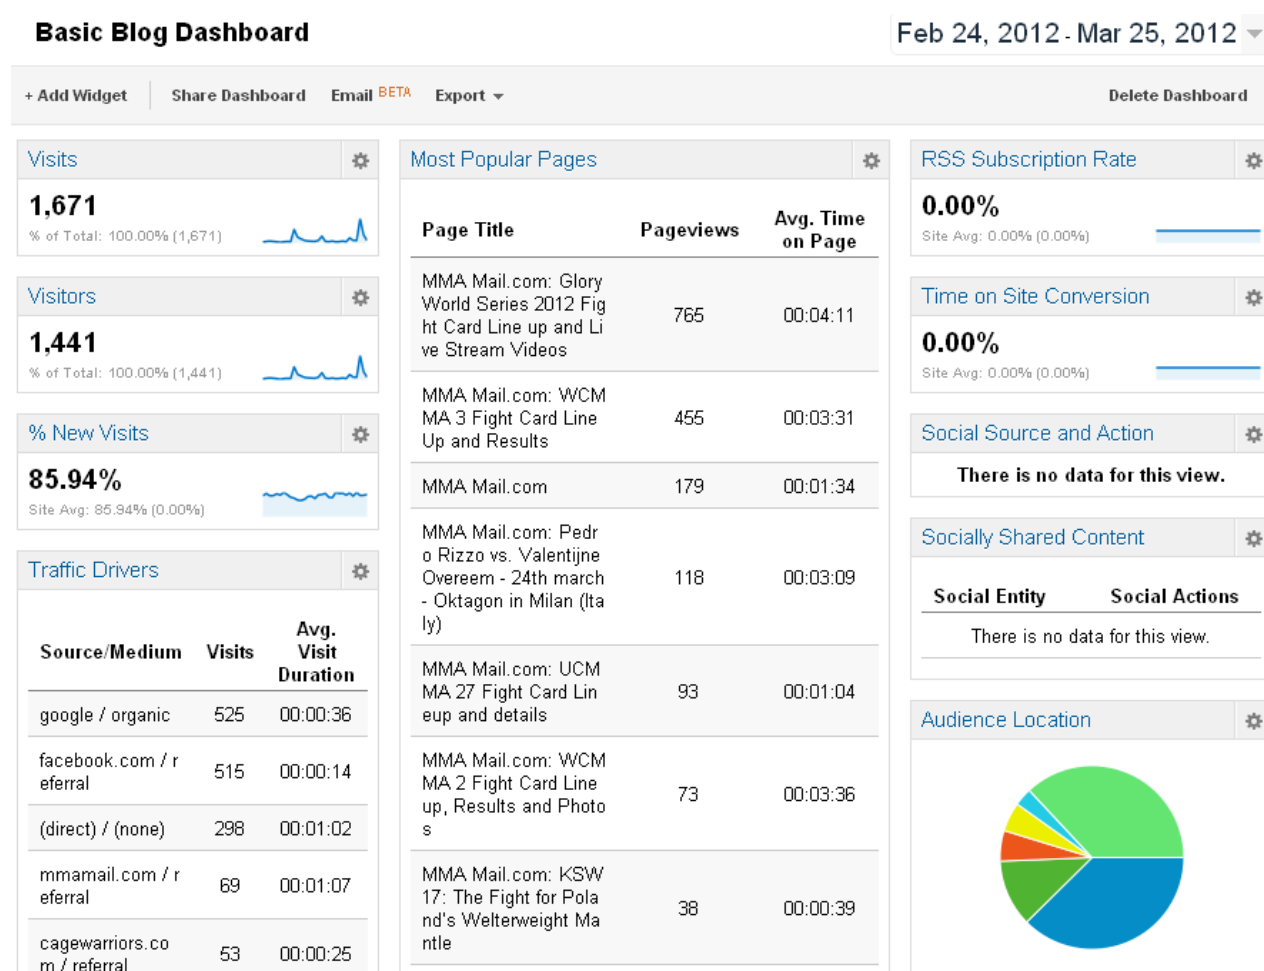 Basic Blog Dashboard
Feb 24, 2012 - Mar 25, 2012
+ Add Widget
Share Dashboard
Email BETA
Export
Delete Dashboard
Visits
1,671
% of Total: 100.00% (1,671)
Visitors
1,441
% of Total: 100.00% (1,441)
% New Visits
85.94%
Site Avg: 85.94% (0.00%)
Traffic Drivers
Source/Medium Visits Avg.
Visit
Duration
google / organic 525 00:00:36
facebook.com / r
eferral 515 00:00:14
(direct) / (none) 298 00:01:02
mmamail.com / r
eferral 69 00:01:07
cagewarriors.co
m / referral 53 00:00:25
Most Popular Pages
Page Title Pageviews Avg. Time
on Page
MMA Mail.com: Glory
World Series 2012 Fig
ht Card Line up and Li
ve Stream Videos 765 00:04:11
MMA Mail.com: WCM
MA 3 Fight Card Line
Up and Results 455 00:03:31
MMA Mail.com 179 00:01:34
MMA Mail.com: Pedr
o Rizzo vs. Valentijne
Overeem - 24th march
- Oktagon in Milan (Ita
ly) 118 00:03:09
MMA Mail.com: UCM
MA 27 Fight Card Lin
eup and details 93 00:01:04
MMA Mail.com: WCM
MA 2 Fight Card Line
up, Results and Photo
s 73 00:03:36
MMA Mail.com: KSW
17: The Fight for Pola
nd's Welterweight Ma
ntle 38 00:00:39
RSS Subscription Rate
0.00%
Site Avg: 0.00% (0.00%)
Time on Site Conversion
0.00%
Site Avg: 0.00% (0.00%)
Social Source and Action
There is no data for this view.
Socially Shared Content
Social Entity Social Actions
There is no data for this view.
Audience Location